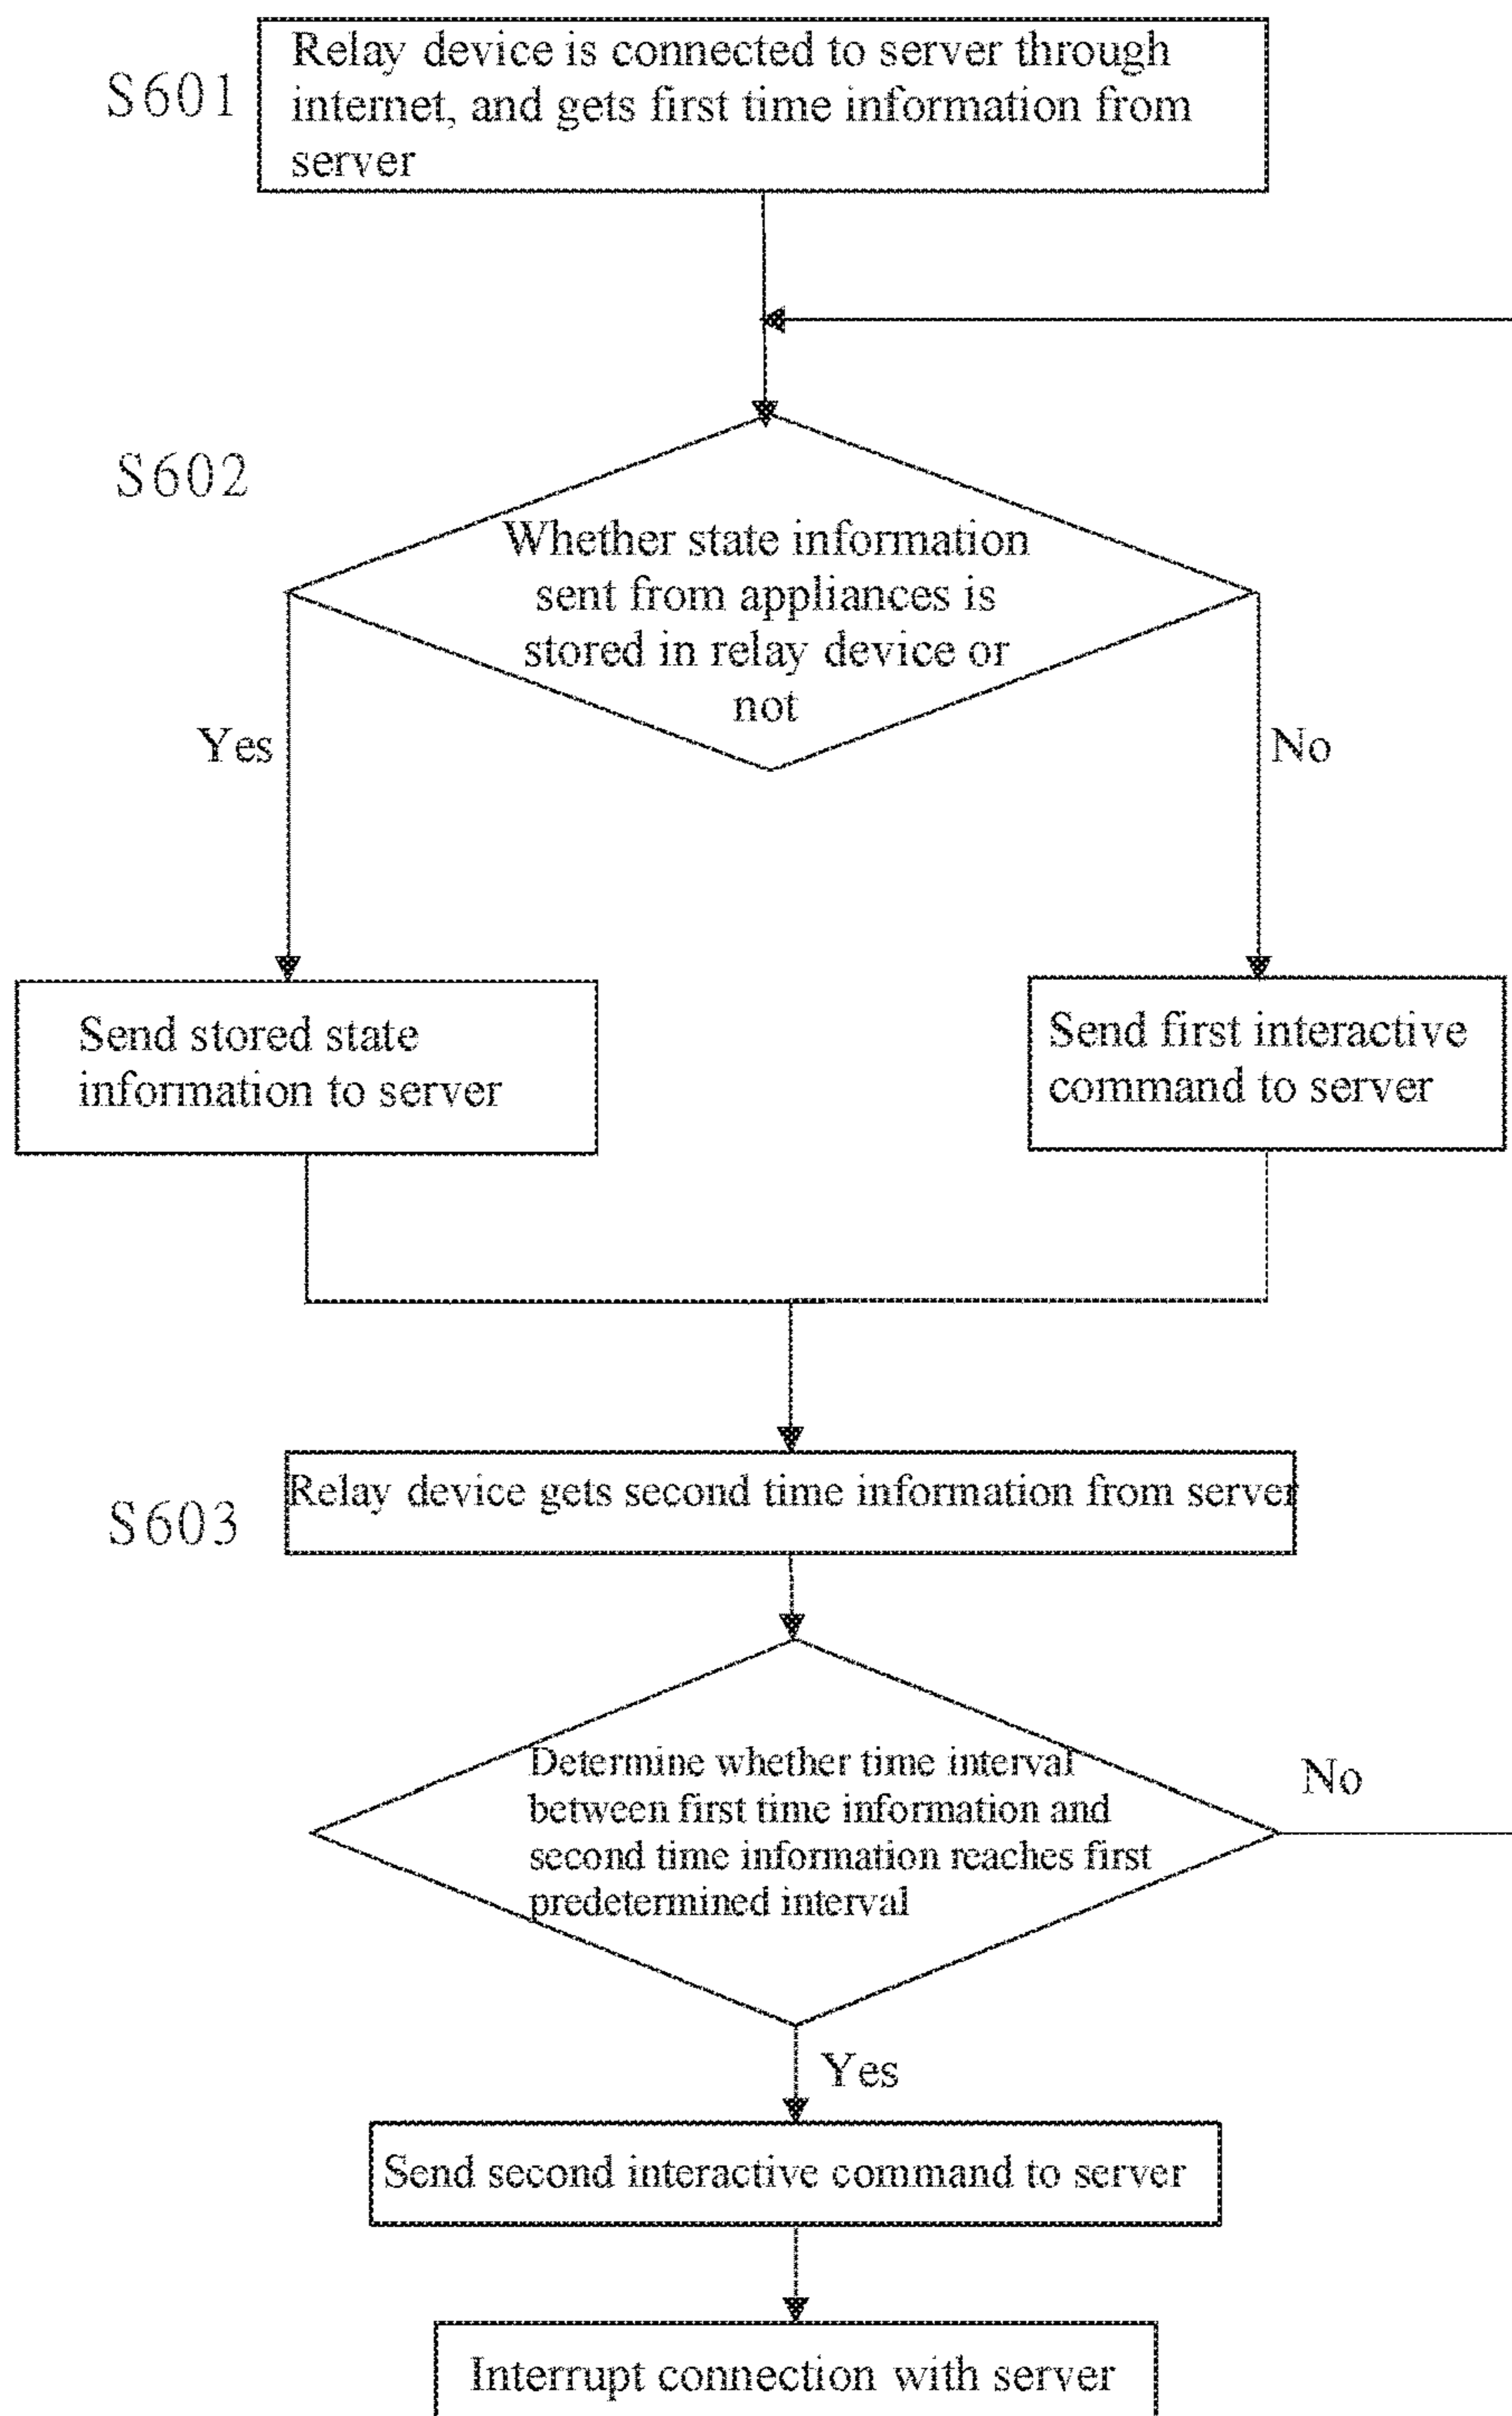 S601
Relay device is connected to server through
internet, and gets first time information from
server
S602
Whether state information
sent from appliances is
stored in relay device or
not
Yes
No
Send stored state
information to server
Send first interactive
command to server
S603
Relay device gets second time information from server
Determine whether time interval
between first time information and
second time information reaches first
predetermined interval
No
Yes
Send second interactive command to server
Interrupt connection with server